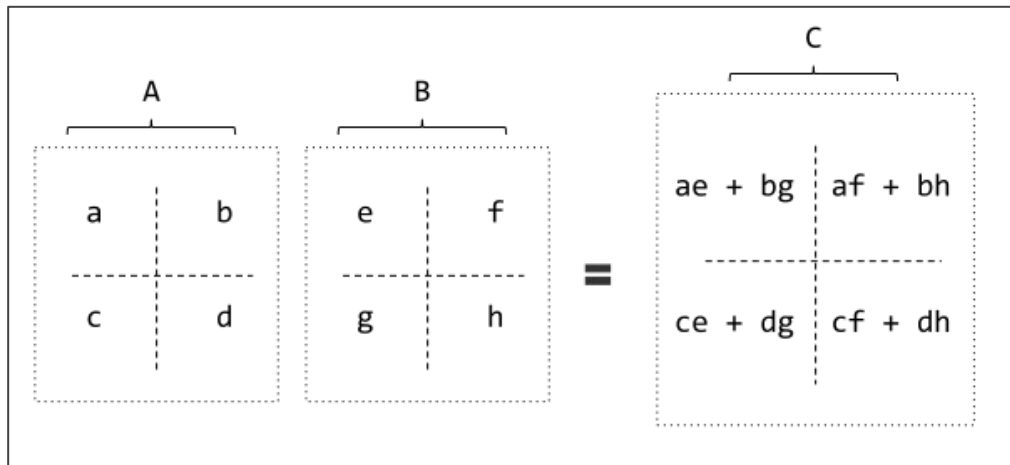 C
A B
a b e f ae + bg af + bh
=
c d g h ce + dg cf + dh